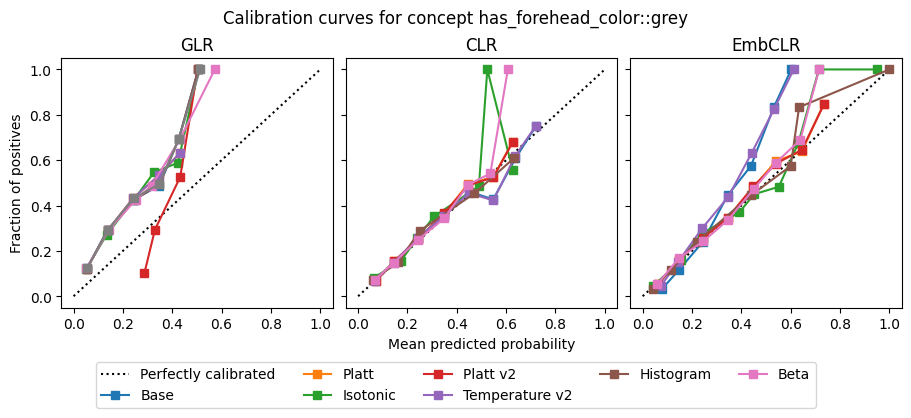 Calibration curves for concept has_forehead_color::grey
GLR
CLR
EmbCLR
Fraction of positives
1.0
0.8
0.6
0.4
0.2
0.0
0.0 0.2 0.4 0.6 0.8 1.0
0.0 0.2 0.4 0.6 0.8 1.0
0.0 0.2 0.4 0.6 0.8 1.0
Mean predicted probability
Perfectly calibrated
Base
Platt
Isotonic
Platt v2
Temperature v2
Histogram
Beta